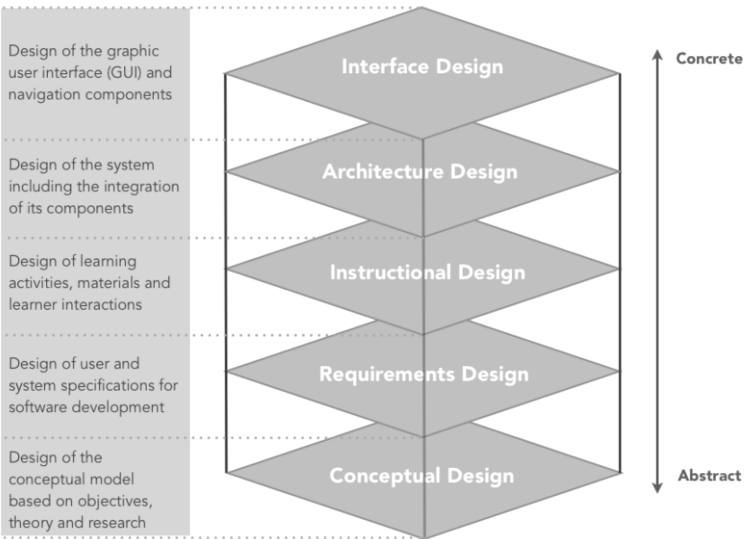 Design of the graphic
user interface (GUI) and
navigation components
Interface Design
Concrete
Design of the system
including the integration
of its components
Architecture Design
Design of learning
activities, materials and
learner interactions
Instructional Design
Design of user and
system specifications for
software development
Requirements Design
Design of the
conceptual model
based on objectives,
theory and research
Conceptual Design
Abstract